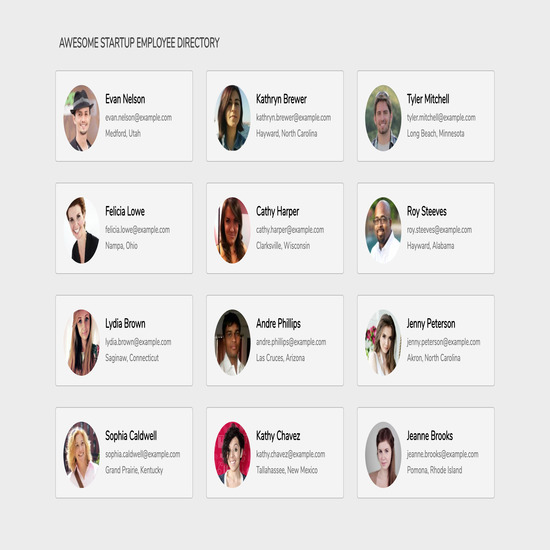 AWESOME STARTUP EMPLOYEE DIRECTORY
Evan Nelson
evan.nelson@example.com
Medford, Utah
Kathryn Brewer
kathryn.brewer@example.com
Hayward, North Carolina
Tyler Mitchell
tyler.mitchell@example.com
Long Beach, Minnesota
Felicia Lowe
felicia.lowe@example.com
Nampa, Ohio
Cathy Harper
cathy.harper@example.com
Clarksville, Wisconsin
Roy Steeves
roy.steeves@example.com
Hayward, Alabama
Lydia Brown
lydia.brown@example.com
Saginaw, Connecticut
Andre Phillips
andre.phillips@example.com
Las Cruces, Arizona
Jenny Peterson
jenny.peterson@example.com
Akron, North Carolina
Sophia Caldwell
sophia.caldwell@example.com
Grand Prairie, Kentucky
Kathy Chavez
kathy.chavez@example.com
Tallahassee, New Mexico
Jeanne Brooks
jeanne.brooks@example.com
Pomona, Rhode Island